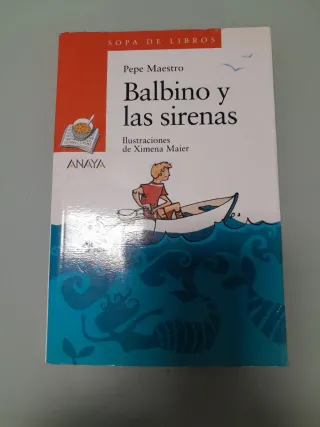 SOPA DE LIBROS
Pepe Maestro
Balbino y
las sirenas
Ilustraciones
de Ximena Maier
ANAYA